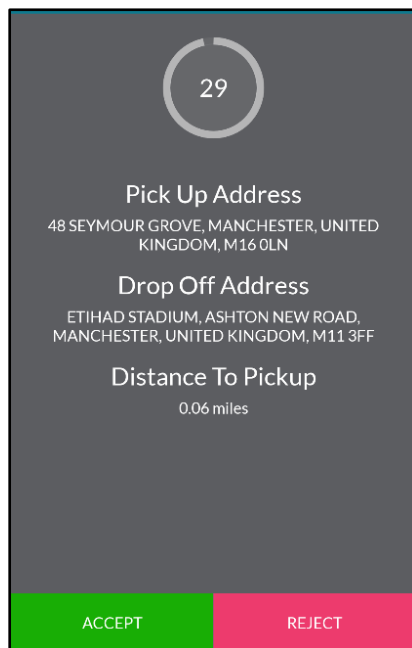 29
Pick Up Address
48 SEYMOUR GROVE, MANCHESTER, UNITED
KINGDOM, M16 0LN
Drop Off Address
ETIHAD STADIUM, ASHTON NEW ROAD,
MANCHESTER, UNITED KINGDOM, M11 3FF
Distance To Pickup
0.06 miles
ACCEPT
REJECT